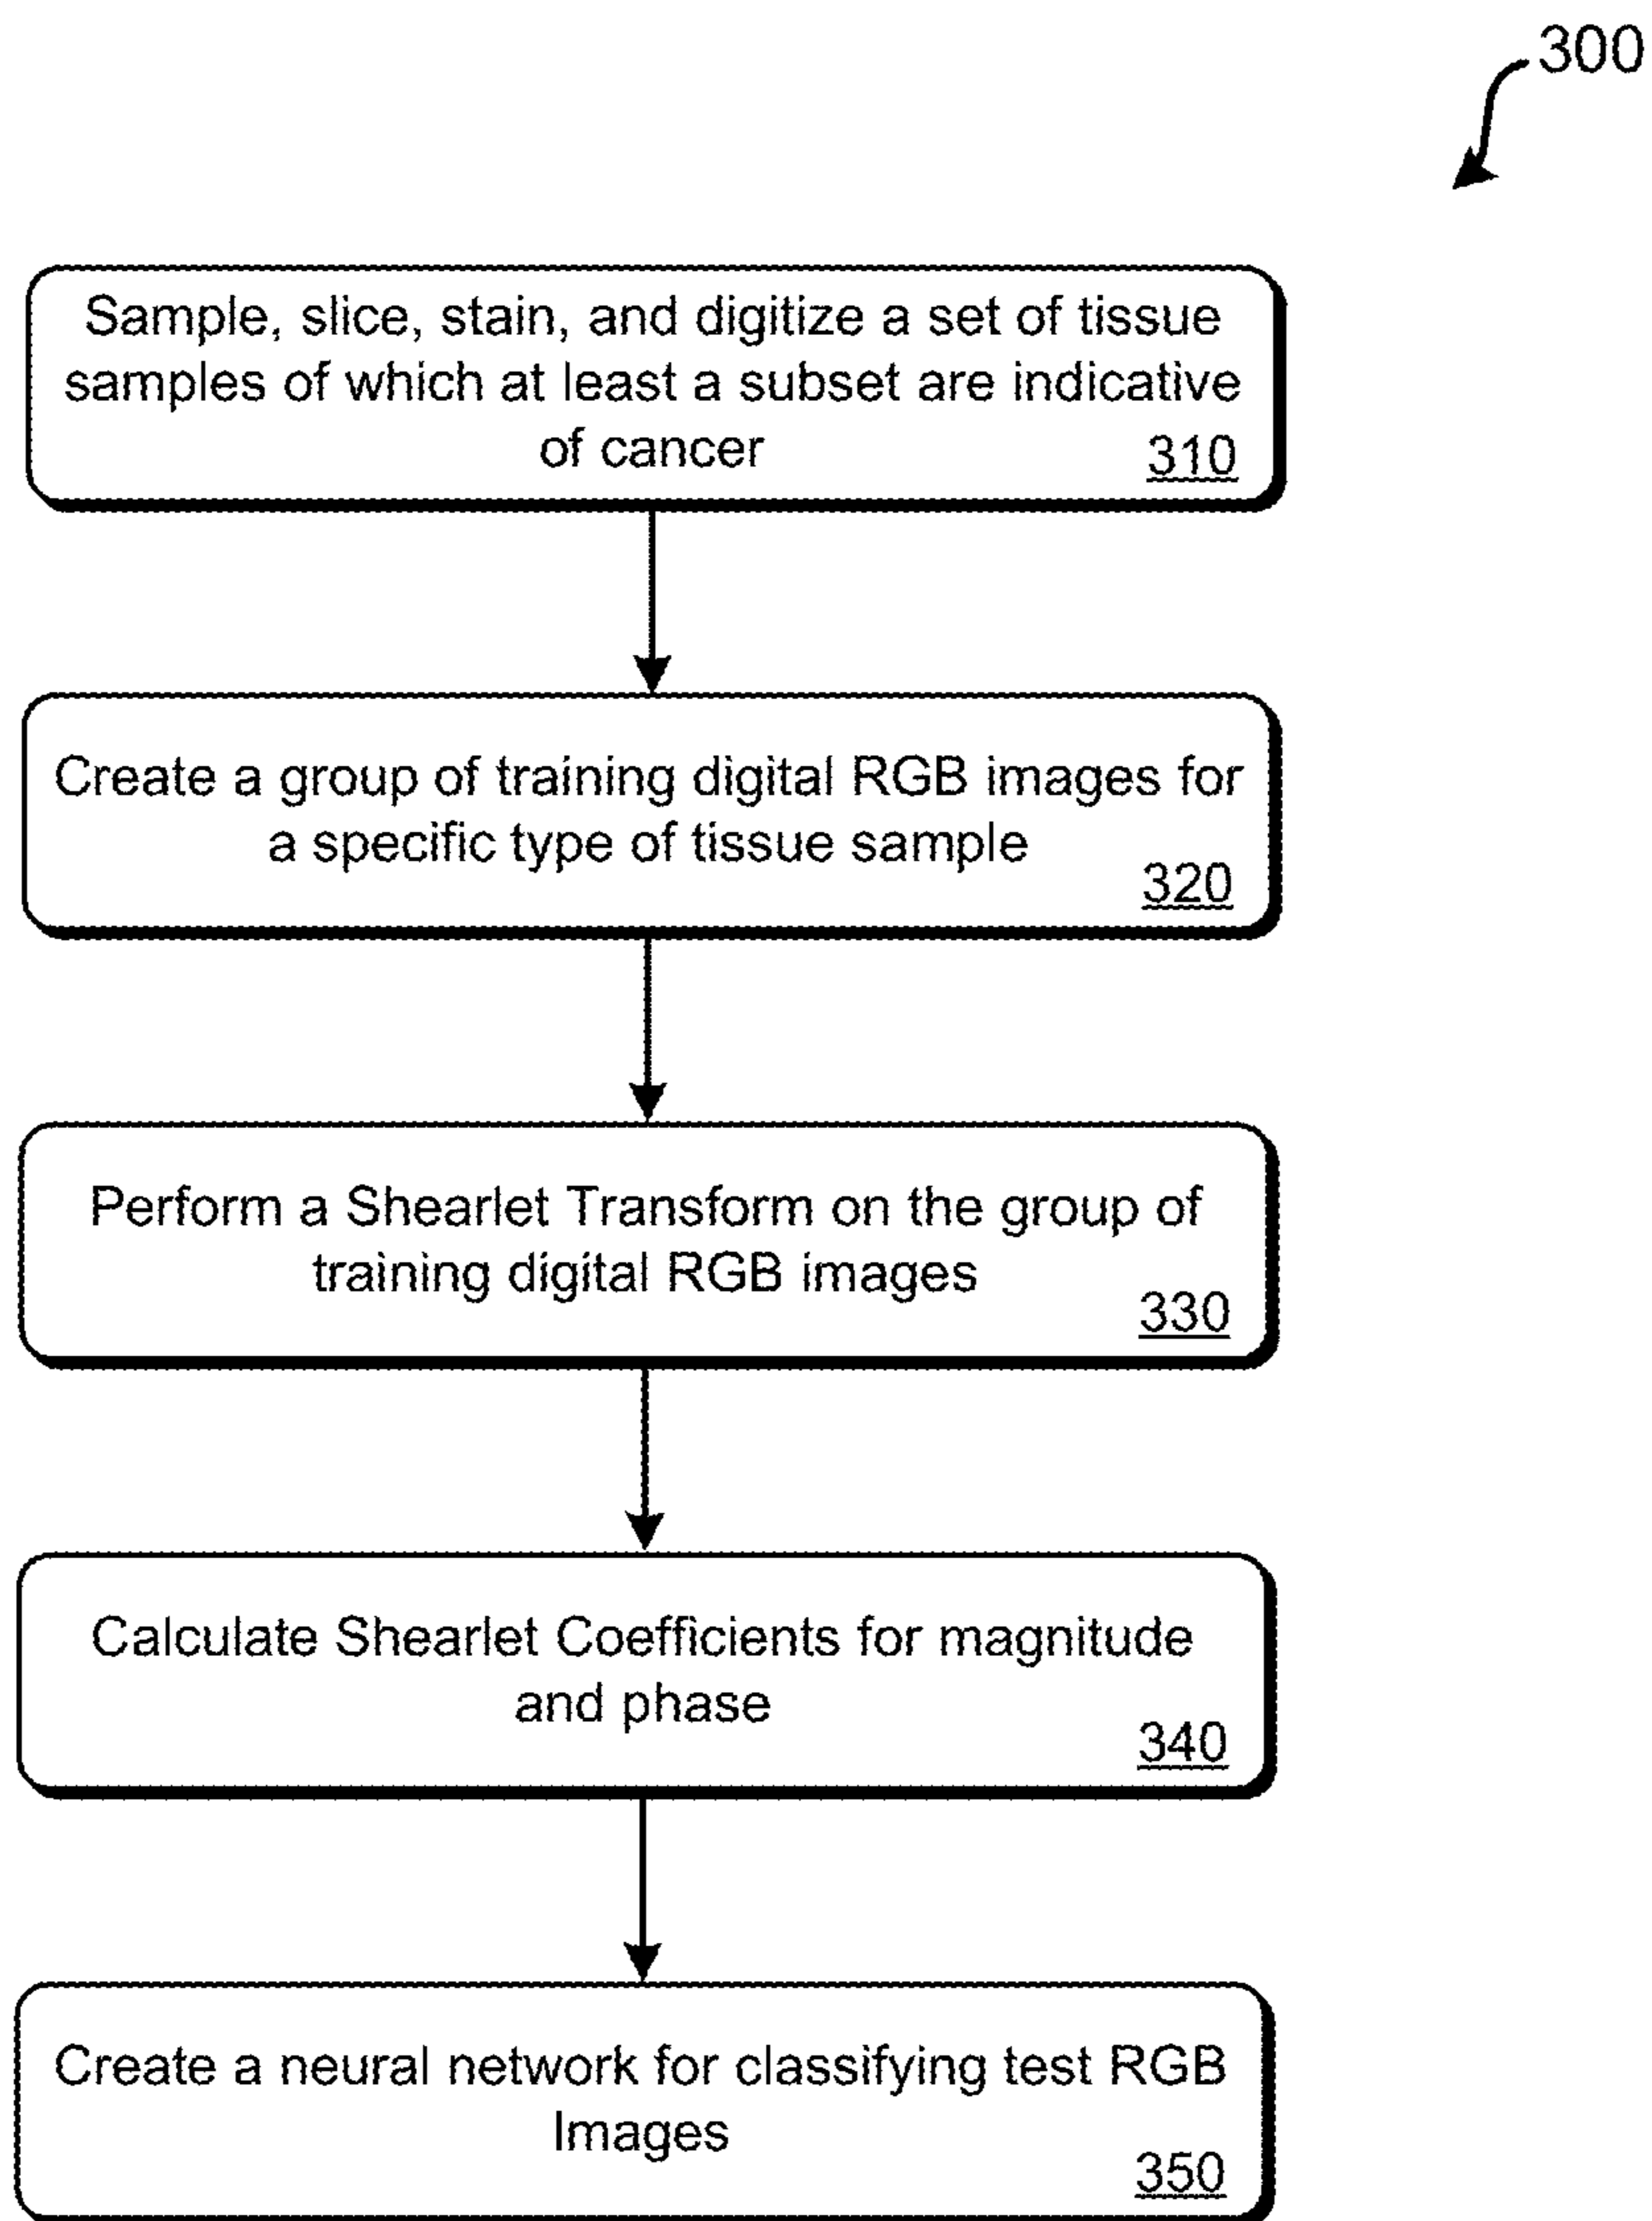 300
Sample, slice, stain, and digitize a set of tissue
samples of which at least a subset are indicative
of cancer
310
Create a group of training digital RGB images for
a specific type of tissue sample
320
Perform a Shearlet Transform on the group of
training digital RGB images
330
Calculate Shearlet Coefficients for magnitude
and phase
340
Create a neural network for classifying test RGB
Images
350